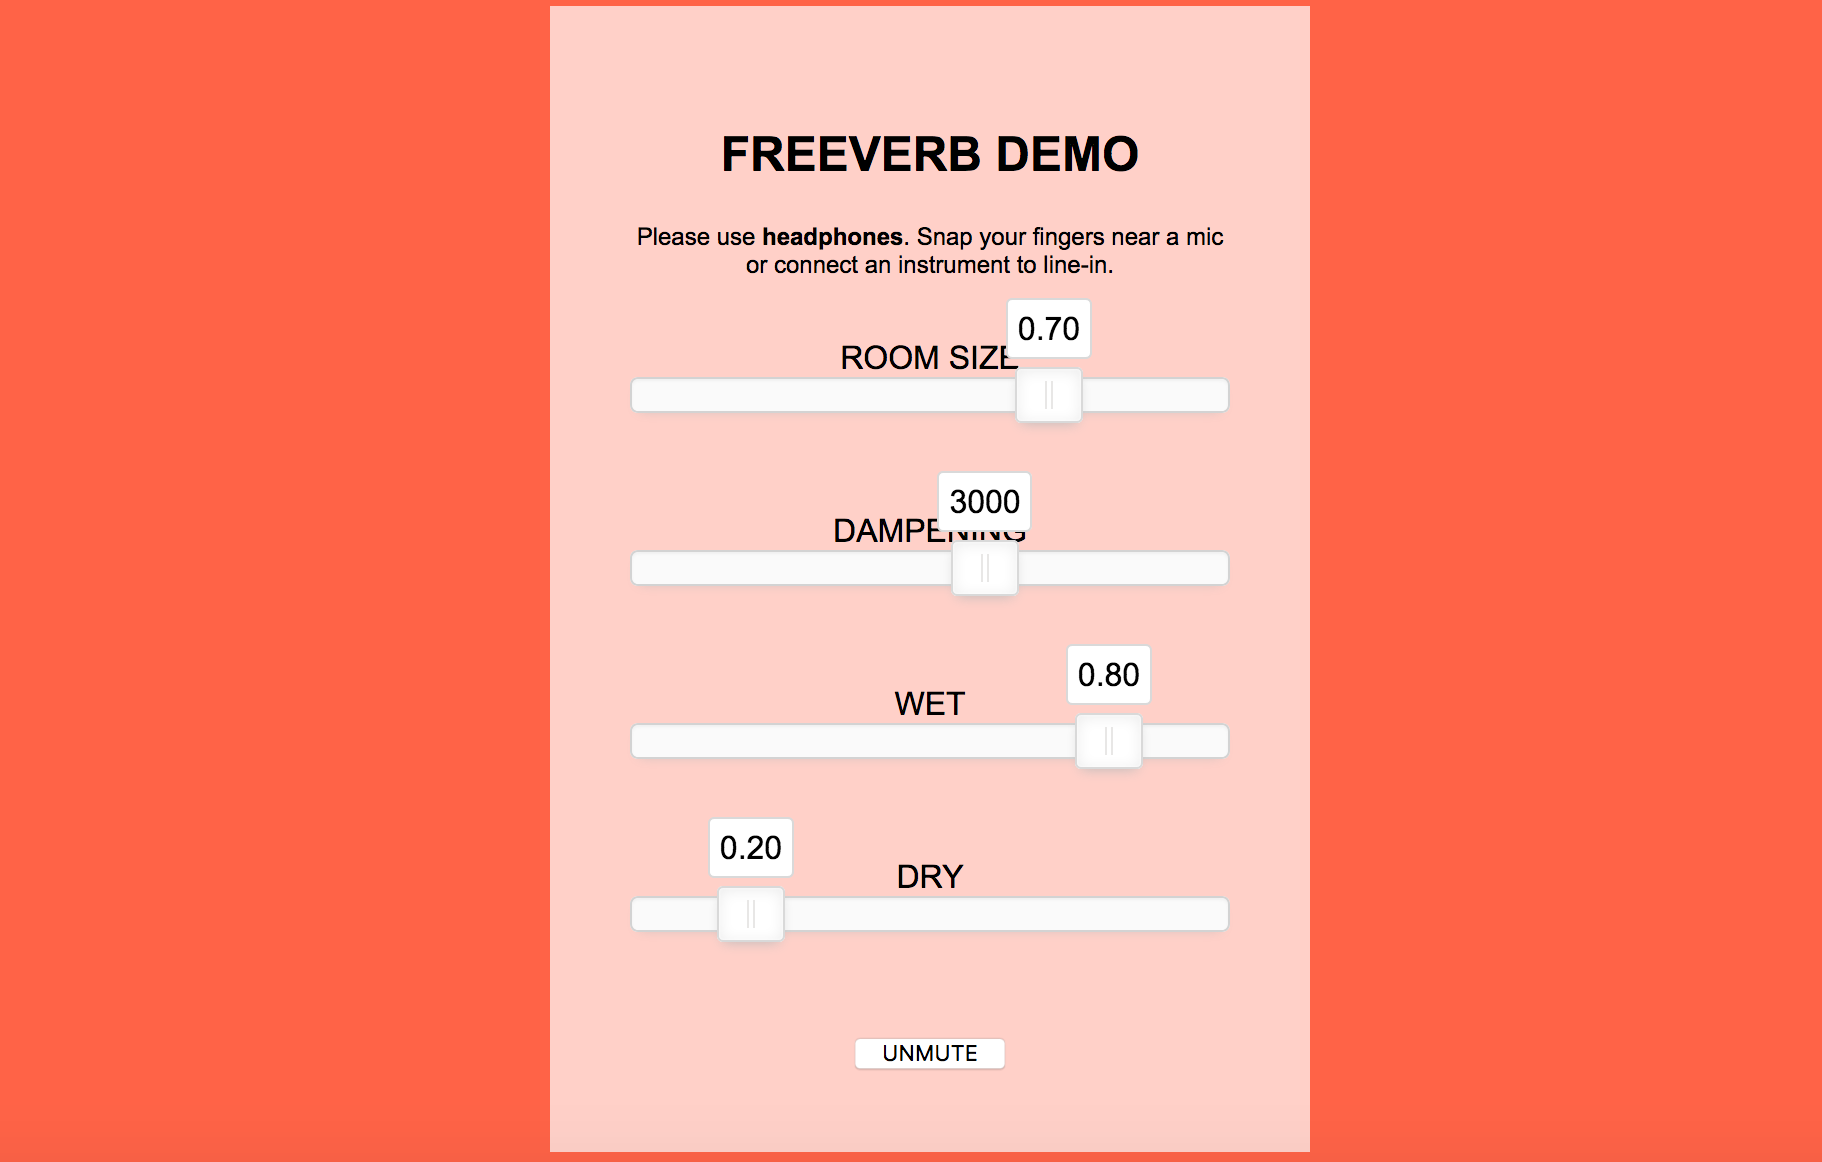 FREEVERB DEMO
Please use headphones. Snap your fingers near a mic
or connect an instrument to line-in.
0.70
ROOM SIZE
3000
DAMPENING
0.80
WET
0.20
DRY
UNMUTE